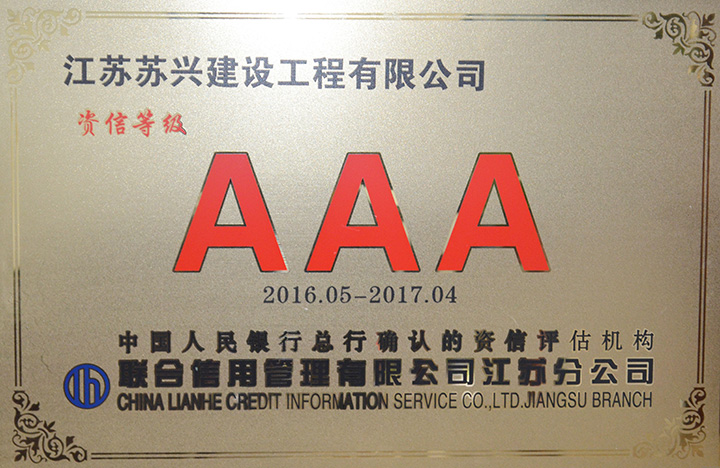 江苏苏兴建设工程有限公司
资信等级
AAA
2016.05-2017.04
中国人民银行总行确认的资信评估机构
联合信用管理有限公司江苏分公司
CHINA LIANHE CREDIT INFORMATION SERVICE CO.,LTD.JIANGSU BRANCH